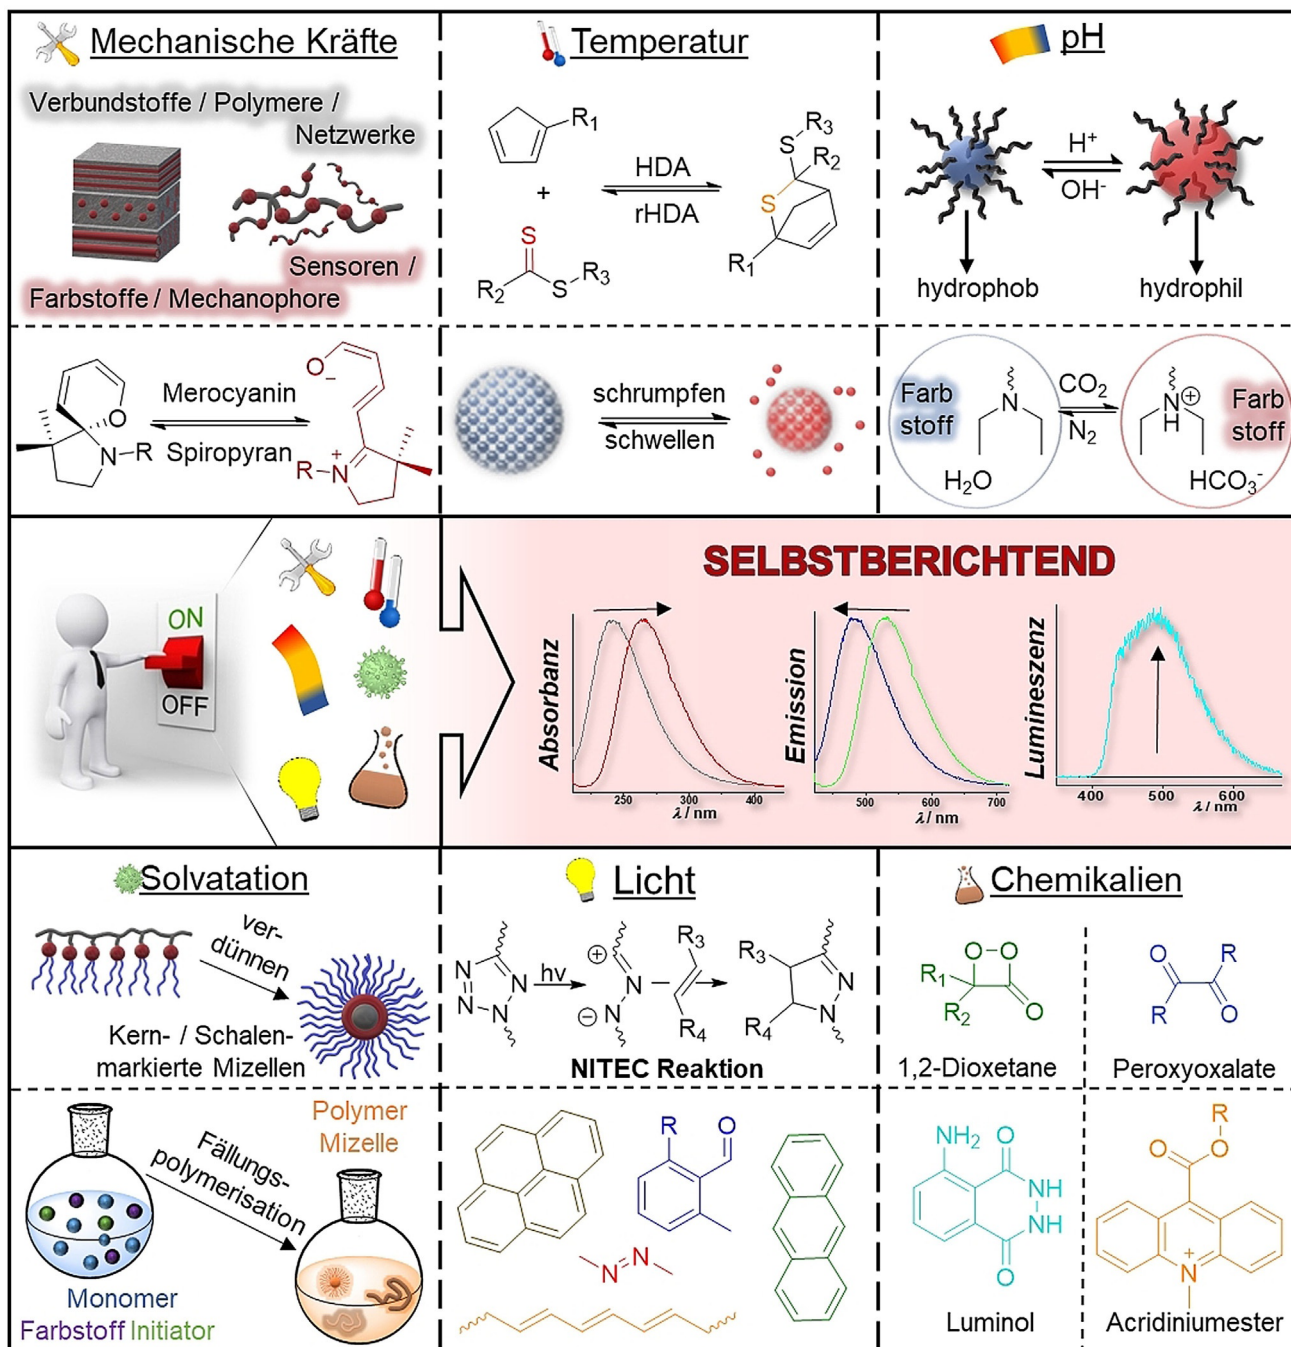 Mechanische Kräfte
Verbundstoffe / Polymere /
Netzwerke
Sensoren /
Farbstoffe / Mechanophore
O
N-R
Merocyanin
Spiropyran
O
-
R-N
+
Temperatur
R1
+
S
R2
S
R3
HDA
rHDA
R3
S
R2
S
R1
schrumpfen
schwellen
pH
H+
OH-
hydrophob
hydrophil
Farb
stoff
N
H2O
CO2
N2
N
H
+
Farb
stoff
HCO3-
ON
OFF
SELBSTBERICHTEND
Absorbanz
250 300 400
λ / nm
Emission
500 600 700
λ / nm
Lumineszenz
400 500 600
λ / nm
Solvatation
ver-
dünnen
Kern- / Schalen-
markierte Mizellen
Fällungs-
polymerisation
Polymer
Mizelle
Monomer
Farbstoff Initiator
Licht
N
N
N
N
hν
+
N
N
-
R3
R4
R3
R4
N
N
NITEC Reaktion
R
O
N=N
Chemikalien
O-O
R1
R2
O
1,2-Dioxetane
O
R
R
O
Peroxyoxalate
NH2
O
NH
NH
O
Luminol
R
O
O
N
+
Acridiniumester